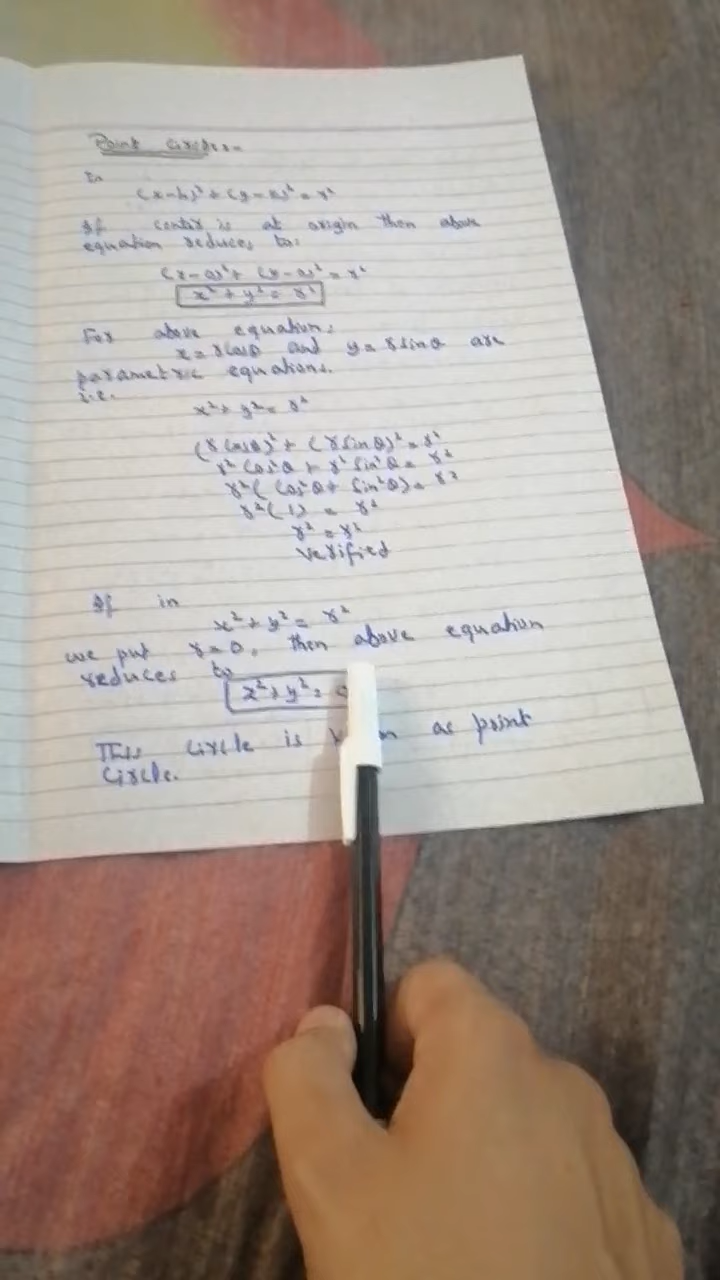 Point Circles:-
In
(x-h)² + (y-k)² = r²
If center is at origin then above
equation reduces to:
(x-0)² + (y-0)² = r²
x² + y² = r²
For above equation:
x = r cosθ and y = r sinθ are
parametric equations.
i.e.
x² + y² = r²
(r cosθ)² + (r sinθ)² = r²
r² cos²θ + r² sin²θ = r²
r² (cos²θ + sin²θ) = r²
r² (1) = r²
r² = r²
Verified
If in
x² + y² = r²
we put r = 0, then above equation
reduces to
x² + y² =
This circle is as point
circle.